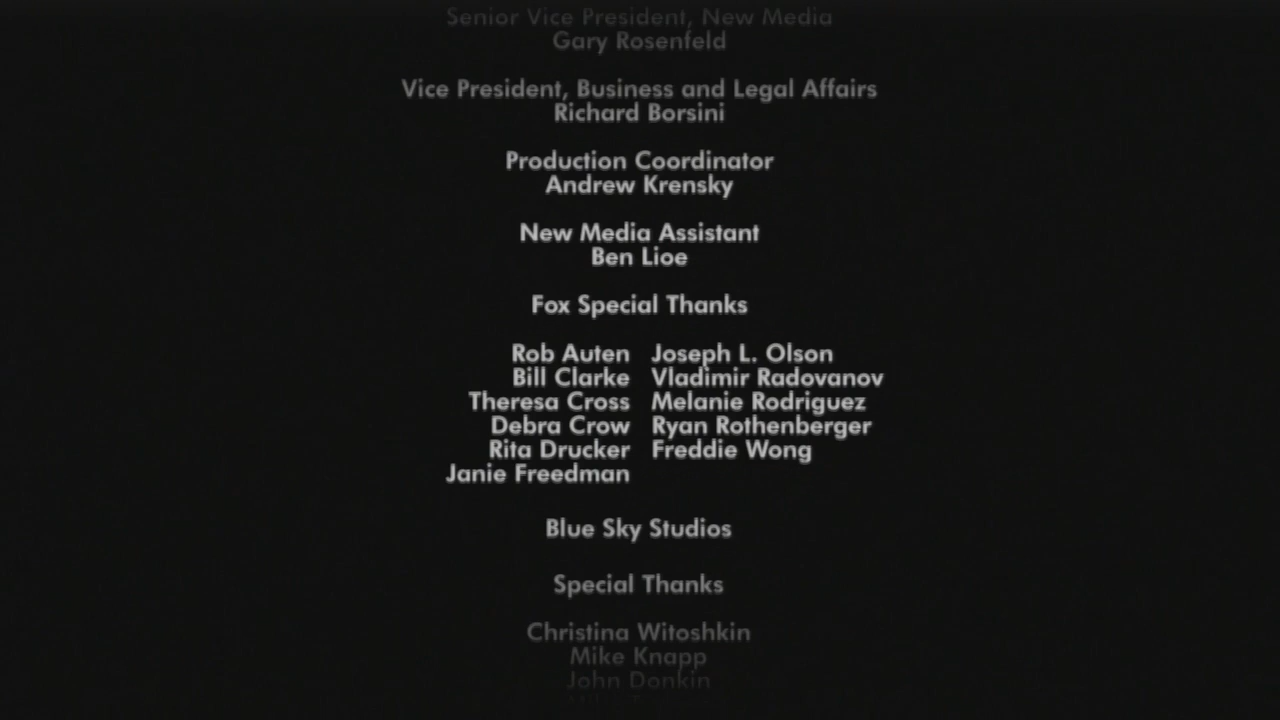 Senior Vice President, New Media
Gary Rosenfeld
Vice President, Business and Legal Affairs
Richard Borsini
Production Coordinator
Andrew Krensky
New Media Assistant
Ben Lioe
Fox Special Thanks
Rob Auten Joseph L. Olson
Bill Clarke Vladimir Radovanov
Theresa Cross Melanie Rodriguez
Debra Crow Ryan Rothenberger
Rita Drucker Freddie Wong
Janie Freedman
Blue Sky Studios
Special Thanks
Christina Witoshkin
Mike Knapp
John Donkin